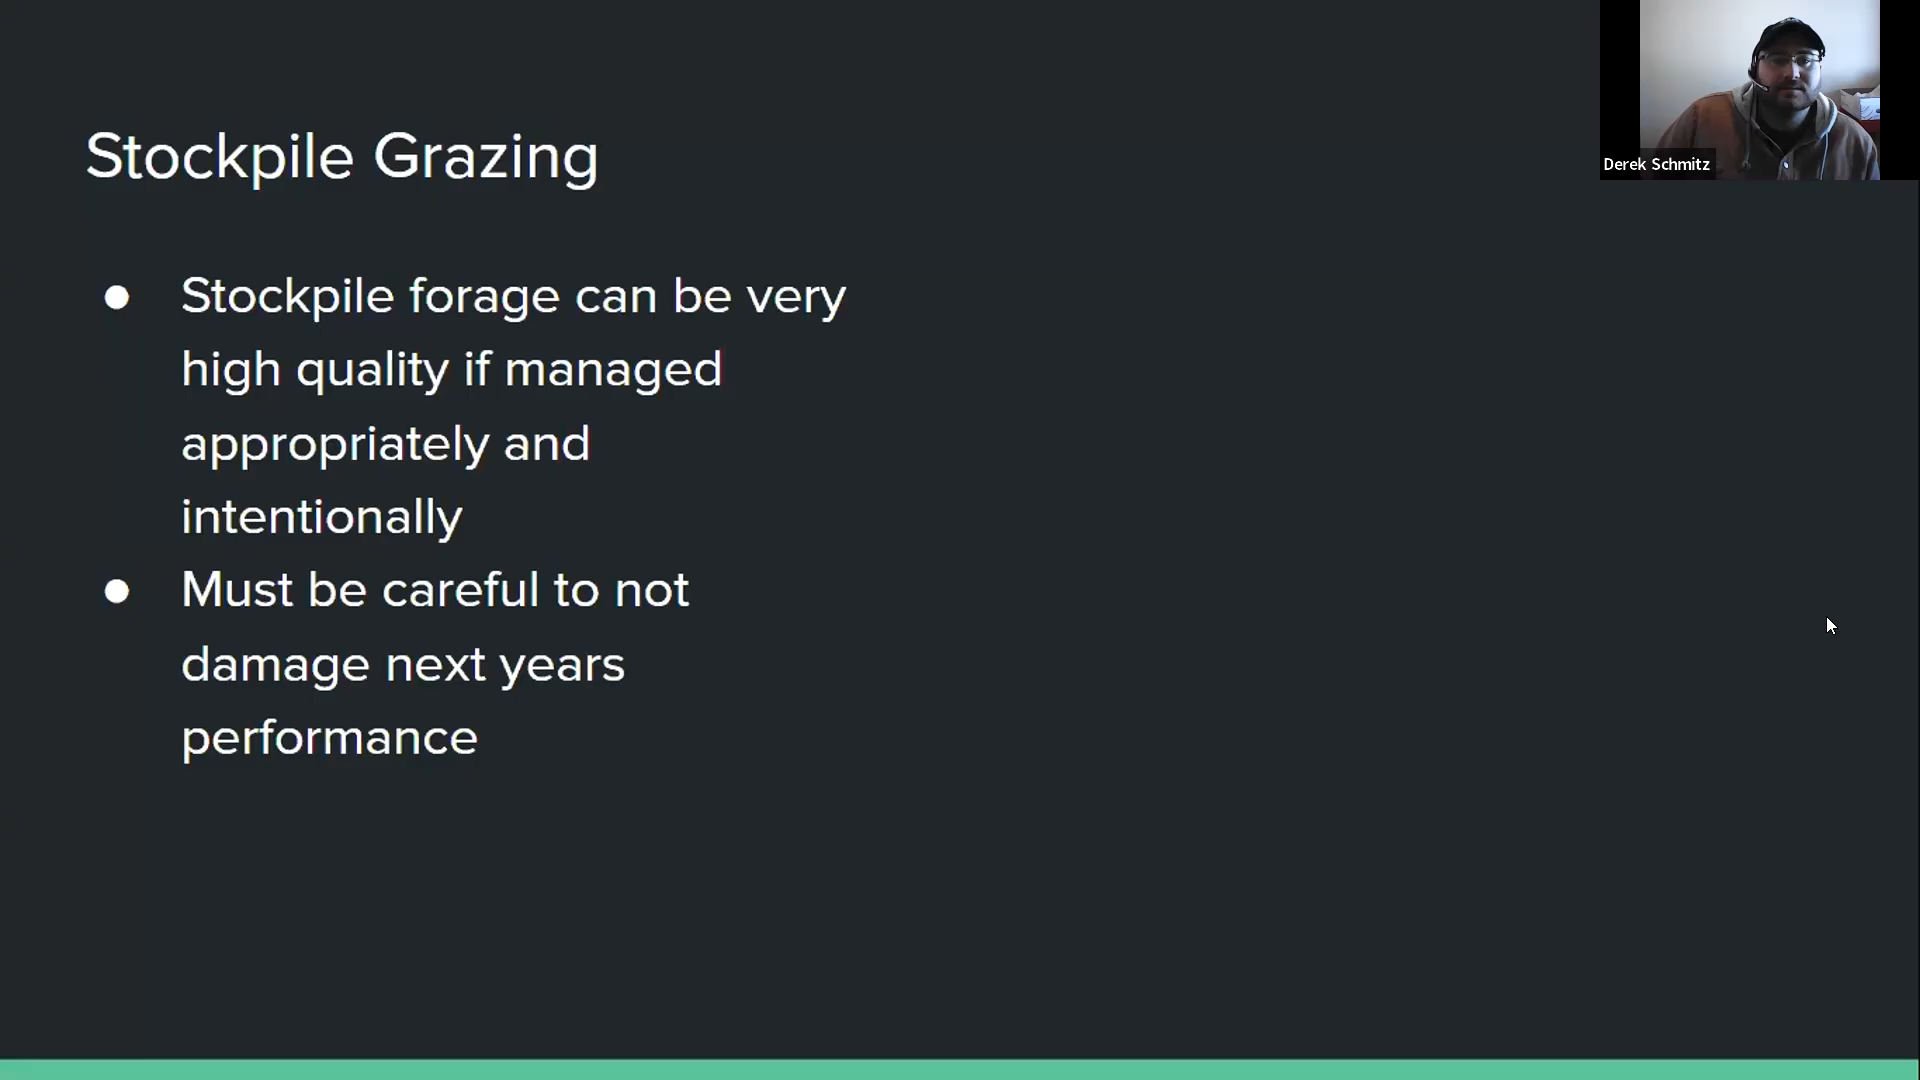 Stockpile Grazing
● Stockpile forage can be very
high quality if managed
appropriately and
intentionally
● Must be careful to not
damage next years
performance
Derek Schmitz